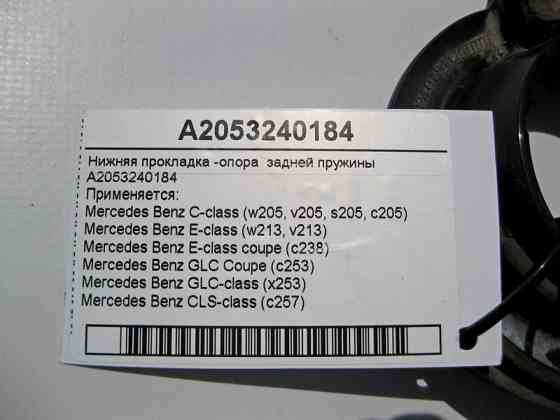 A2053240184
Нижняя прокладка -опора задней пружины
A2053240184
Применяется:
Mercedes Benz C-class (w205, v205, s205, c205)
Mercedes Benz E-class (w213, v213)
Mercedes Benz E-class coupe (c238)
Mercedes Benz GLC Coupe (c253)
Mercedes Benz GLC-class (x253)
Mercedes Benz CLS-class (c257)